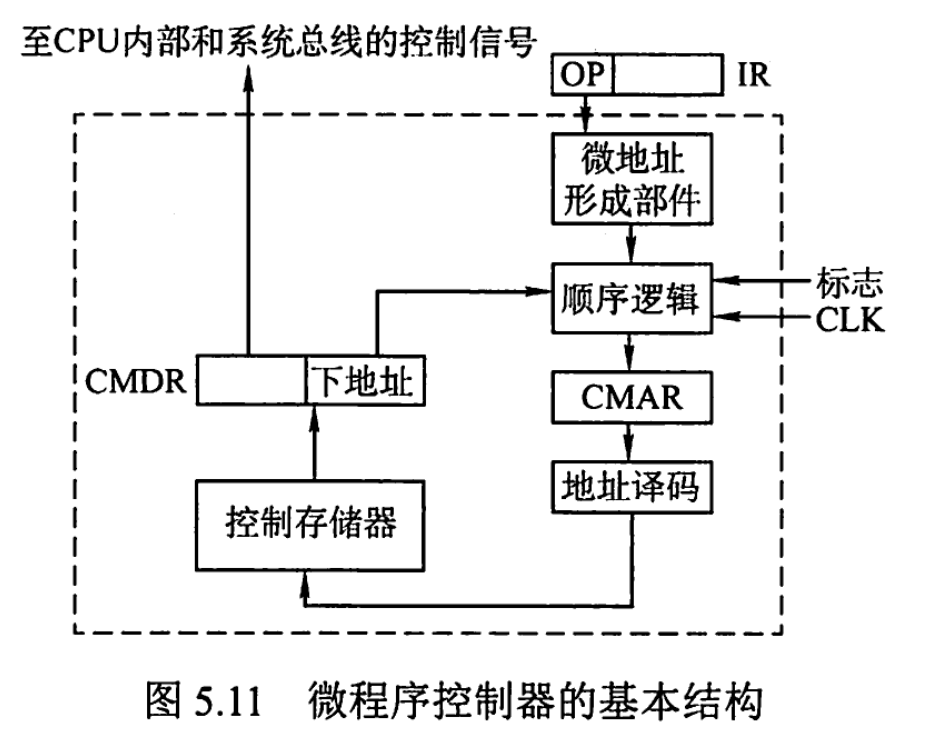 至CPU内部和系统总线的控制信号
OP IR
微地址
形成部件
顺序逻辑
标志
CLK
CMDR 下地址
CMAR
地址译码
控制存储器
图 5.11 微程序控制器的基本结构